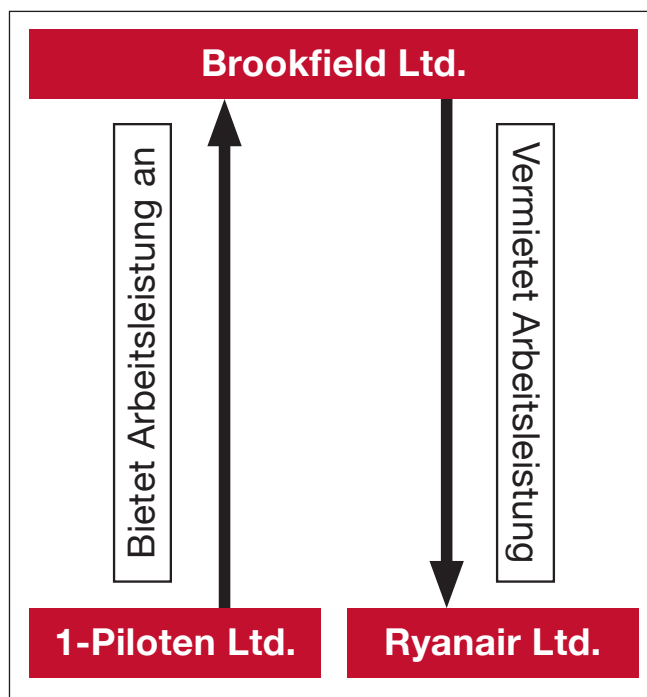 Brookfield Ltd.
Bietet Arbeitsleistung an
Vermietet Arbeitsleistung
1-Piloten Ltd.
Ryanair Ltd.